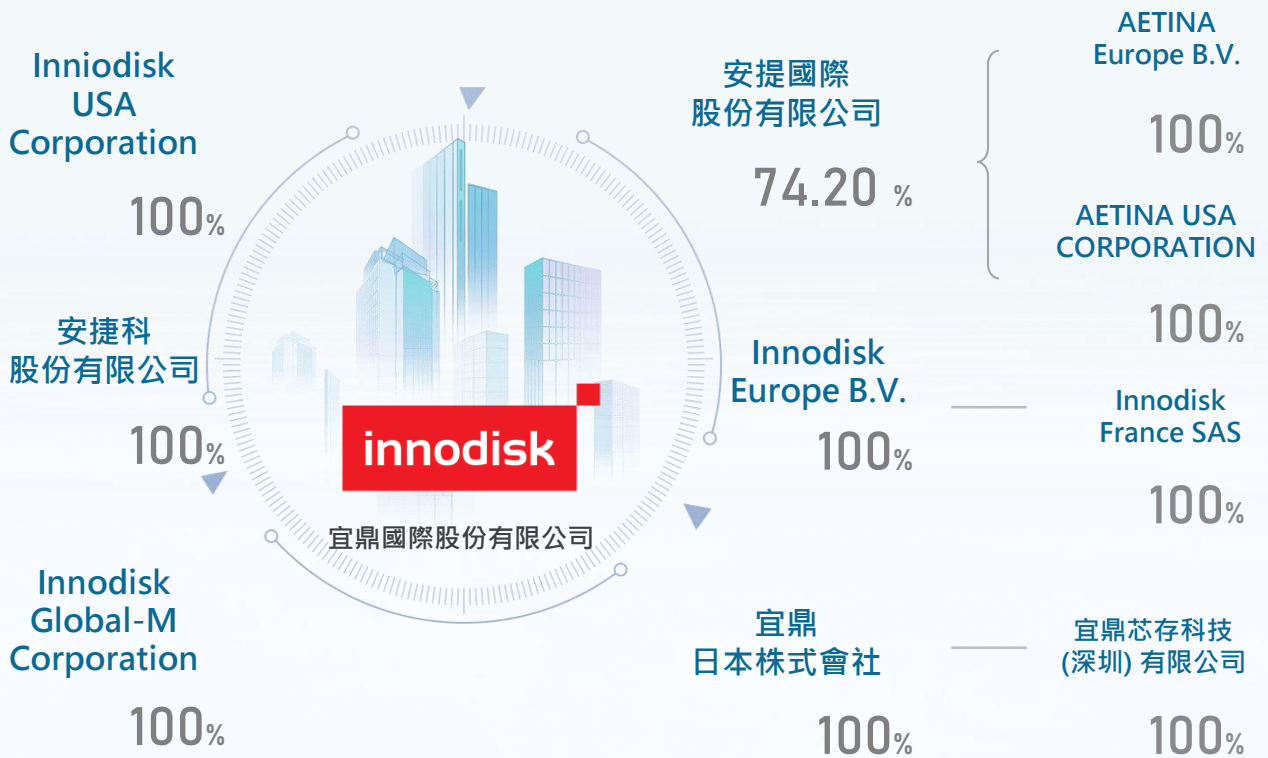 Inniodisk
USA
Corporation
100%
安捷科
股份有限公司
100%
Innodisk
Global-M
Corporation
100%
innodisk
宜鼎國際股份有限公司
安提國際
股份有限公司
74.20 %
AETINA
Europe B.V.
100%
AETINA USA
CORPORATION
100%
Innodisk
Europe B.V.
100%
Innodisk
France SAS
100%
宜鼎
日本株式會社
100%
宜鼎芯存科技
(深圳) 有限公司
100%